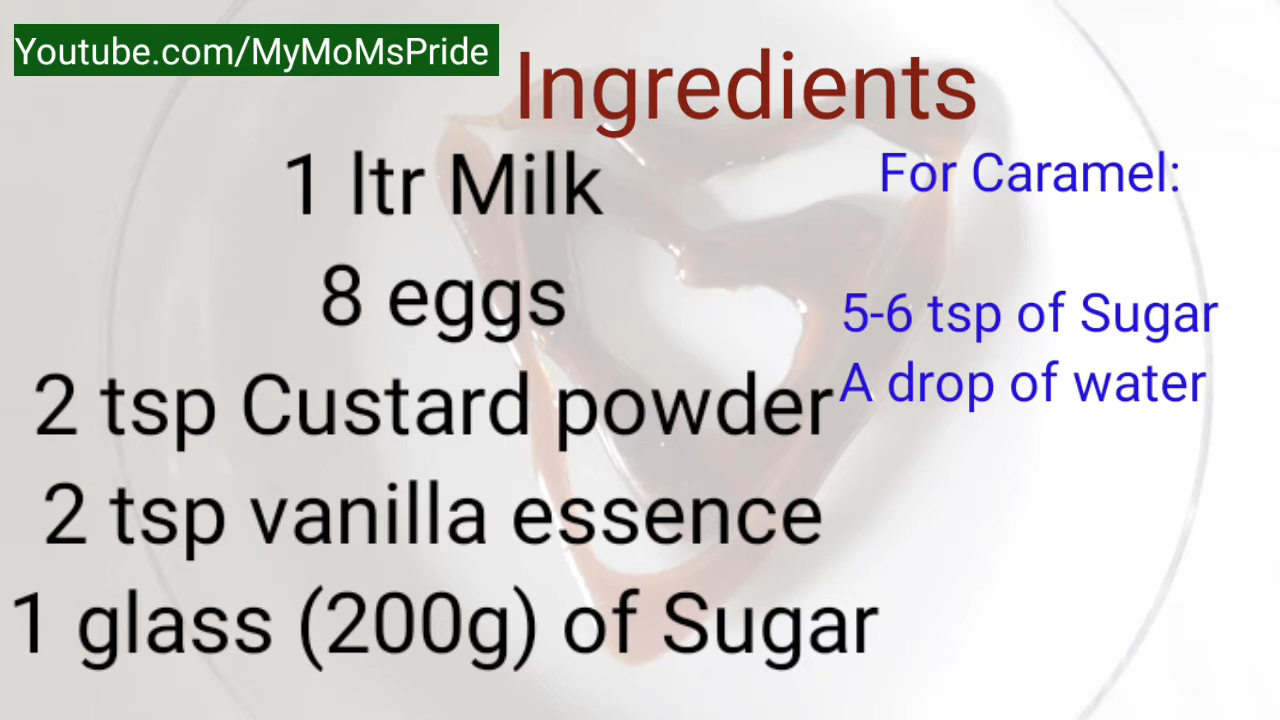 Youtube.com/MyMoMsPride
Ingredients
1 ltr Milk
8 eggs
2 tsp Custard powder
2 tsp vanilla essence
1 glass (200g) of Sugar
For Caramel:
5-6 tsp of Sugar
A drop of water